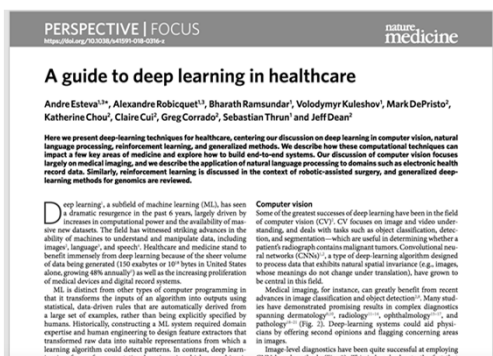 PERSPECTIVE | FOCUS
https://doi.org/10.1038/s41591-018-0316-z
nature
medicine
A guide to deep learning in healthcare
Andre Esteva1,3*, Alexandre Robicquet1,3, Bharath Ramsundar1, Volodymyr Kuleshov1, Mark DePristo2,
Katherine Chou2, Claire Cui2, Greg Corrado2, Sebastian Thrun1 and Jeff Dean2
Here we present deep-learning techniques for healthcare, centering our discussion on deep learning in computer vision, natural
language processing, reinforcement learning, and generalized methods. We describe how these computational techniques can
impact a few key areas of medicine and explore how to build end-to-end systems. Our discussion of computer vision focuses
largely on medical imaging, and we describe the application of natural language processing to domains such as electronic health
record data. Similarly, reinforcement learning is discussed in the context of robotic-assisted surgery, and generalized deep-
learning methods for genomics are reviewed.
Deep learning1, a subfield of machine learning (ML), has seen
a dramatic resurgence in the past 6 years, largely driven by
increases in computational power and the availability of mas-
sive new datasets. The field has witnessed striking advances in the
ability of machines to understand and manipulate data, including
images2, language3, and speech4. Healthcare and medicine stand to
benefit immensely from deep learning because of the sheer volume
of data being generated (150 exabytes or 1018 bytes in United States
alone, growing 48% annually5) as well as the increasing proliferation
of medical devices and digital record systems.
ML is distinct from other types of computer programming in
that it transforms the inputs of an algorithm into outputs using
statistical, data-driven rules that are automatically derived from
a large set of examples, rather than being explicitly specified by
humans. Historically, constructing a ML system required domain
expertise and human engineering to design feature extractors that
transformed raw data into suitable representations from which a
learning algorithm could detect patterns. In contrast, deep learn-
Computer vision
Some of the greatest successes of deep learning have been in the field
of computer vision (CV). CV focuses on image and video under-
standing, and deals with tasks such as object classification, detec-
tion, and segmentation—which are useful in determining whether a
patient's radiograph contains malignant tumors. Convolutional neu-
ral networks (CNNs), a type of deep-learning algorithm designed
to process data that exhibits natural spatial invariance (e.g., images,
whose meanings do not change under translation), have grown to
be central in this field.
Medical imaging, for instance, can greatly benefit from recent
advances in image classification and object detection. Many stud-
ies have demonstrated promising results in complex diagnostics
spanning dermatology, radiology, ophthalmology, and
pathology (Fig. 2). Deep-learning systems could aid physi-
cians by offering second opinions and flagging concerning areas
in images.
Image-level diagnostics have been quite successful at employing